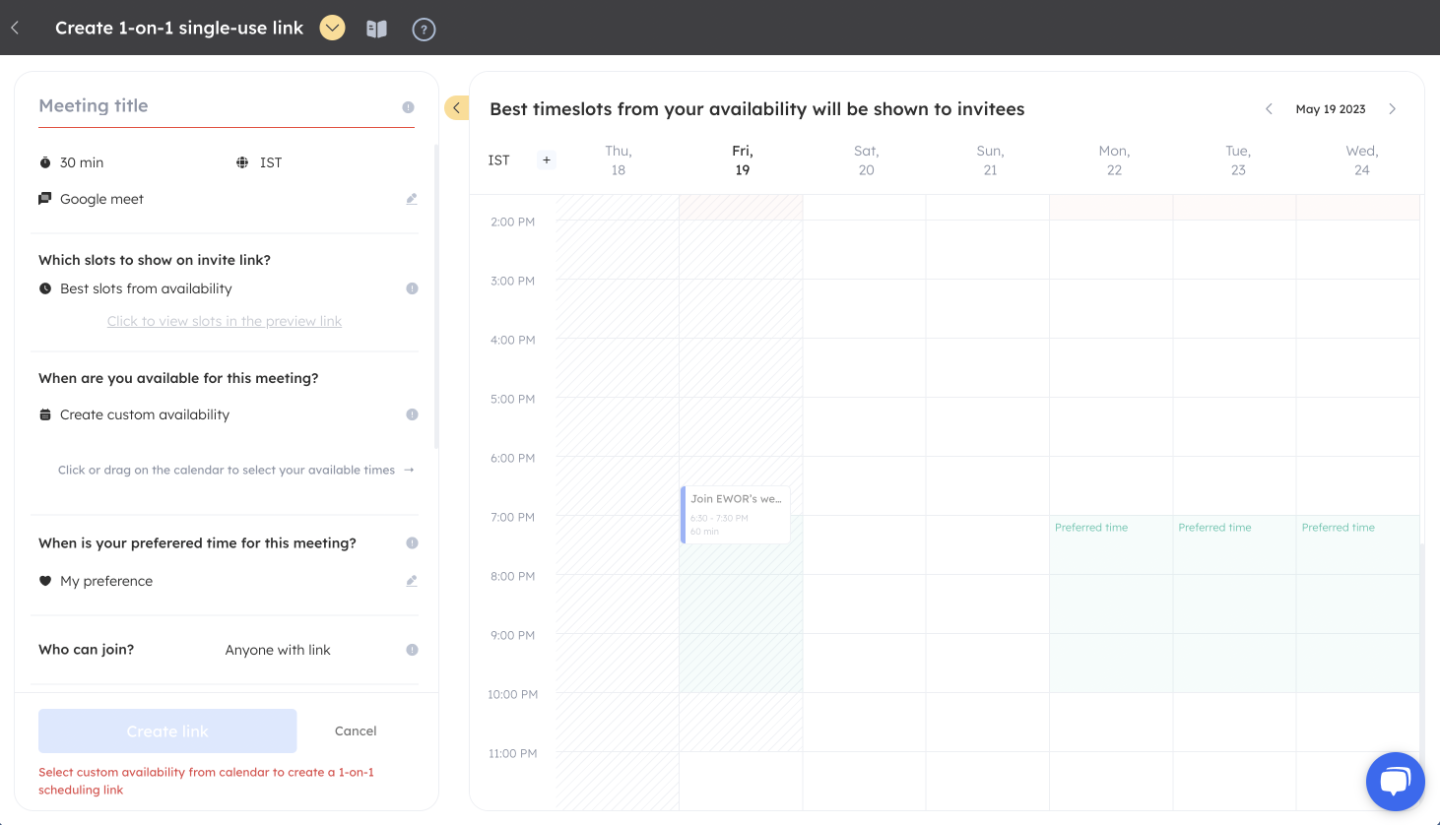 Create 1-on-1 single-use link
Meeting title
30 min
IST
Google meet
Which slots to show on invite link?
Best slots from availability
Click to view slots in the preview link
When are you available for this meeting?
Create custom availability
Click or drag on the calendar to select your available times →
When is your preferered time for this meeting?
My preference
Who can join?
Anyone with link
Create link
Cancel
Select custom availability from calendar to create a 1-on-1
scheduling link
Best timeslots from your availability will be shown to invitees
May 19 2023
IST
+
Thu,
18
Fri,
19
Sat,
20
Sun,
21
Mon,
22
Tue,
23
Wed,
24
2:00 PM
3:00 PM
4:00 PM
5:00 PM
6:00 PM
Join EWOR's we...
6:30 - 7:30 PM
60 min
7:00 PM
Preferred time
Preferred time
Preferred time
8:00 PM
9:00 PM
10:00 PM
11:00 PM